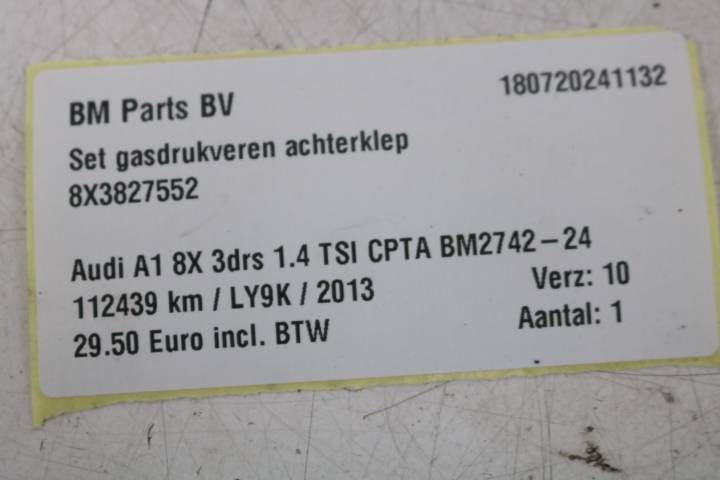 BM Parts BV 180720241132
Set gasdrukveren achterklep
8X3827552
Audi A1 8X 3drs 1.4 TSI CPTA BM2742-24
112439 km / LY9K / 2013 Verz: 10
29.50 Euro incl. BTW Aantal: 1